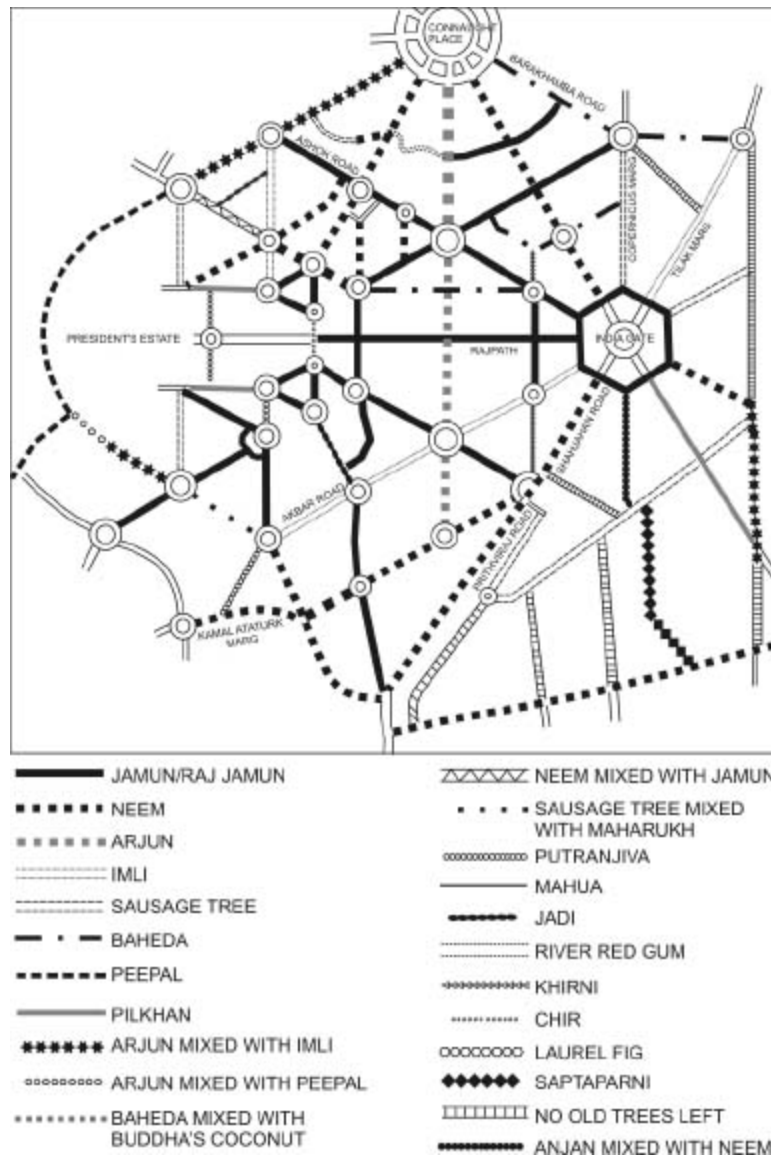 CONNAUGHT
PLACE
BARAKHAMBA ROAD
ASHOK ROAD
COPERNICUS MARG
TILAK MARG
PRESIDENT'S ESTATE
RAJPATH
INDIA GATE
SHAHJAHAN ROAD
AKBAR ROAD
PRITHVIRAJ ROAD
KAMAL ATATURK
MARG
JAMUN/RAJ JAMUN
NEEM
ARJUN
IMLI
SAUSAGE TREE
BAHEDA
PEEPAL
PILKHAN
ARJUN MIXED WITH IMLI
ARJUN MIXED WITH PEEPAL
BAHEDA MIXED WITH
BUDDHA'S COCONUT
NEEM MIXED WITH JAMUN
SAUSAGE TREE MIXED
WITH MAHARUKH
PUTRANJIVA
MAHUA
JADI
RIVER RED GUM
KHIRNI
CHIR
LAUREL FIG
SAPTAPARNI
NO OLD TREES LEFT
ANJAN MIXED WITH NEEM